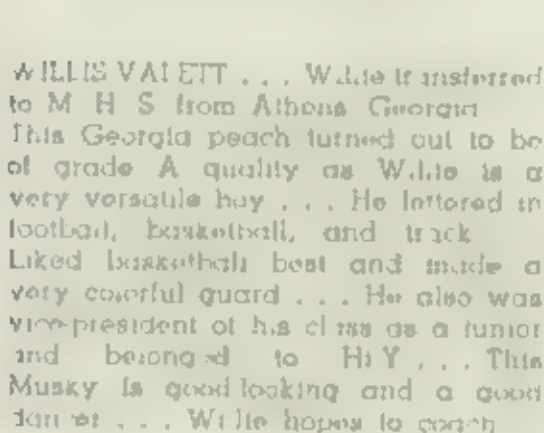 WILLIS VALETT . . . Willie transferred
to M H S from Athens Georgia
This Georgia peach turned out to be
of grade A quality as Willie is a
very versatile boy . . . He lettered in
football, basketball, and track
Liked basketball best and made a
very colorful guard . . . He also was
vice-president of his class as a junior
and belonged to Hi Y . . . This
Musky is good looking and a good
dancer . . . Willie hopes to coach